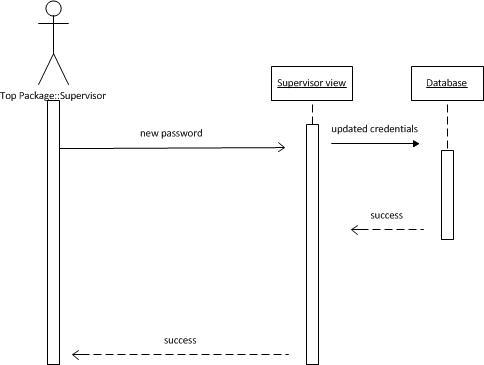 Top Package::Supervisor
Supervisor view
Database
new password
updated credentials
success
success